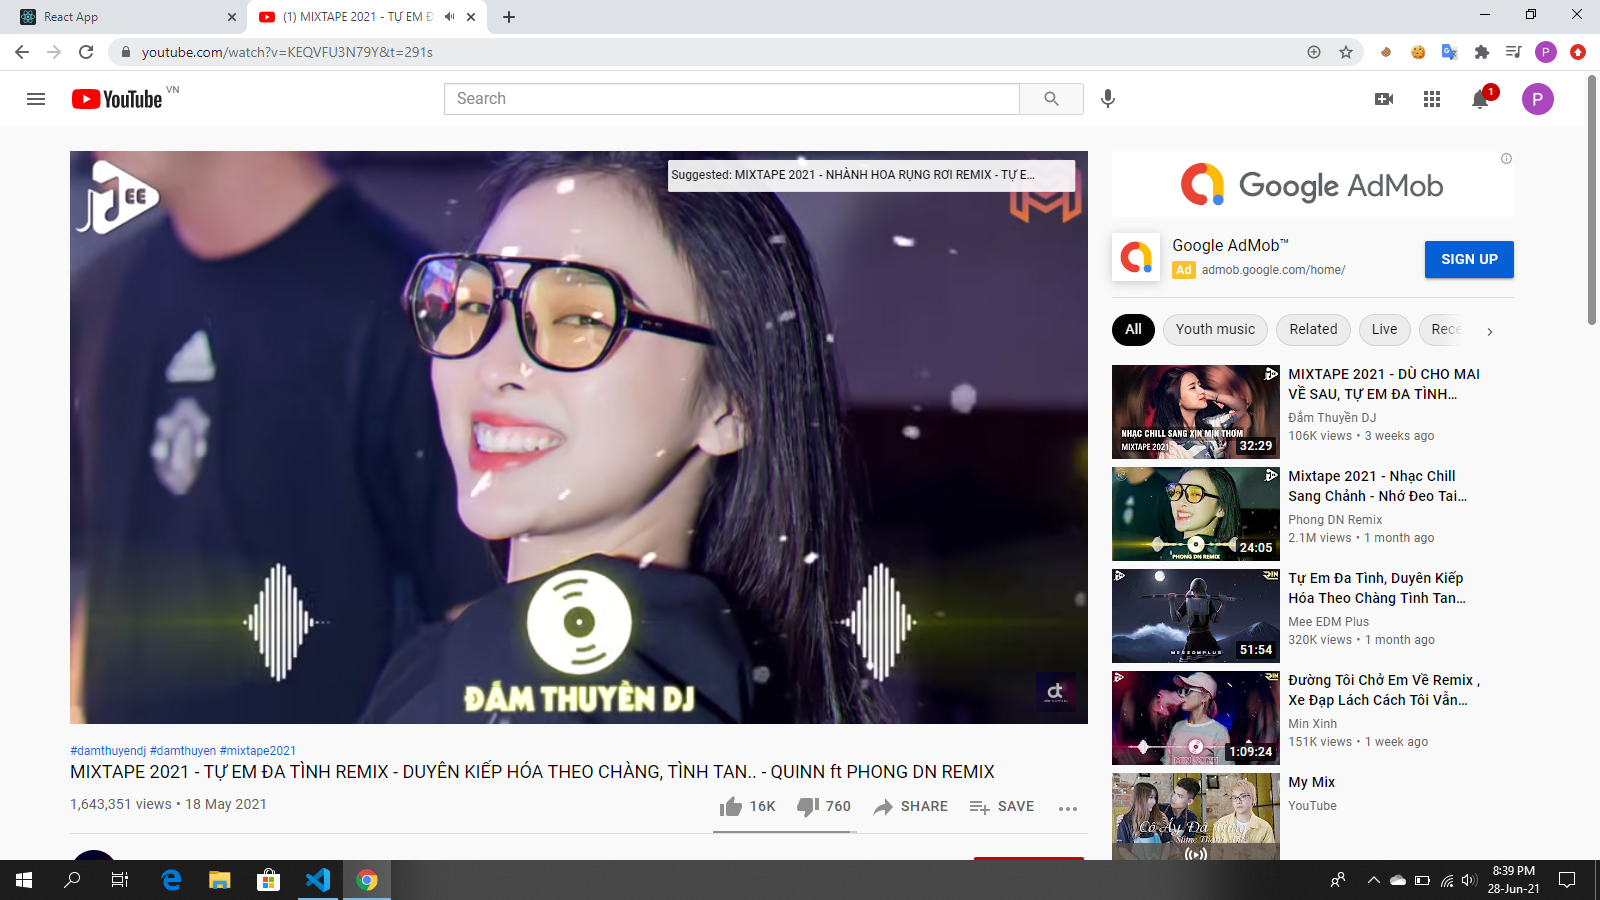 React App
(1) MIXTAPE 2021 - TỰ EM Đ
youtube.com/watch?v=KEQVFU3N79Y&t=291s
P
YouTube VN
Search
1
P
EE
Suggested: MIXTAPE 2021 - NHÀNH HOA RỤNG RƠI REMIX - TỰ E...
ĐẮM THUYỀN DJ
#damthuyendj #damthuyen #mixtape2021
MIXTAPE 2021 - TỰ EM ĐA TÌNH REMIX - DUYÊN KIẾP HÓA THEO CHÀNG, TÌNH TAN.. - QUINN ft PHONG DN REMIX
1,643,351 views • 18 May 2021
16K
760
SHARE
SAVE
Google AdMob
Google AdMob™
Ad admob.google.com/home/
SIGN UP
All
Youth music
Related
Live
Rece
NHẠC CHILL SANG XỊN MỊN THƠM
MIXTAPE 2021
32:29
MIXTAPE 2021 - DÙ CHO MAI
VỀ SAU, TỰ EM ĐA TÌNH...
Đắm Thuyền DJ
106K views • 3 weeks ago
PHONG DN REMIX
24:05
Mixtape 2021 - Nhạc Chill
Sang Chảnh - Nhớ Đeo Tai...
Phong DN Remix
2.1M views • 1 month ago
MEEEDMPLUS
51:54
Tự Em Đa Tình, Duyên Kiếp
Hóa Theo Chàng Tình Tan...
Mee EDM Plus
320K views • 1 month ago
MIN XINH
1:09:24
Đường Tôi Chở Em Về Remix ,
Xe Đạp Lách Cách Tôi Vẫn...
Min Xinh
151K views • 1 week ago
Cô Ấy Đã Từng
My Mix
YouTube
8:39 PM
28-Jun-21